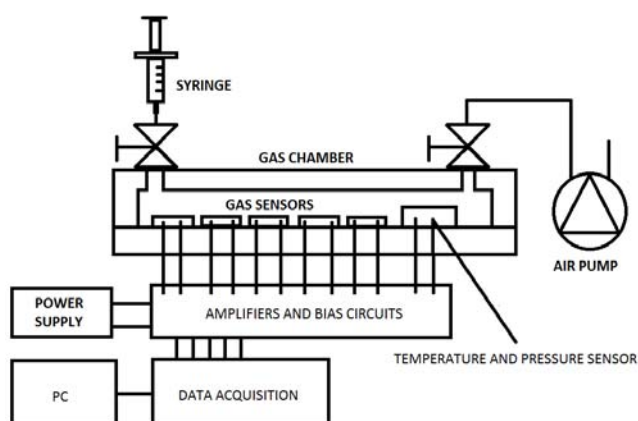 SYRINGE
GAS CHAMBER
GAS SENSORS
AIR PUMP
POWER
SUPPLY
AMPLIFIERS AND BIAS CIRCUITS
TEMPERATURE AND PRESSURE SENSOR
PC
DATA ACQUISITION